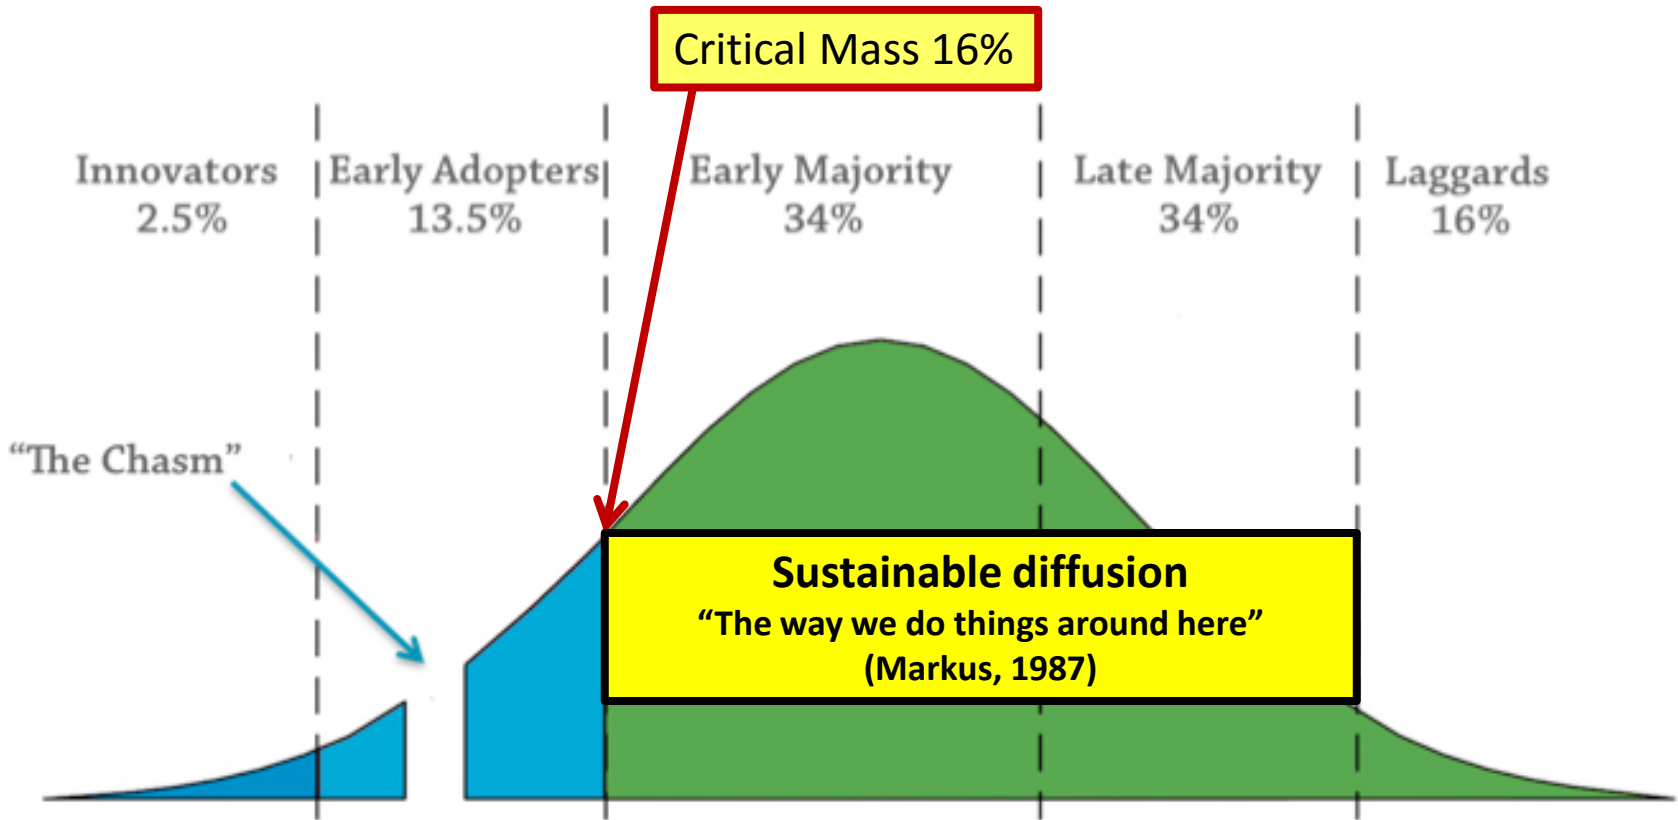 Critical Mass 16%
Innovators
2.5%
Early Adopters
13.5%
Early Majority
34%
Late Majority
34%
Laggards
16%
“The Chasm”
Sustainable diffusion
“The way we do things around here”
(Markus, 1987)